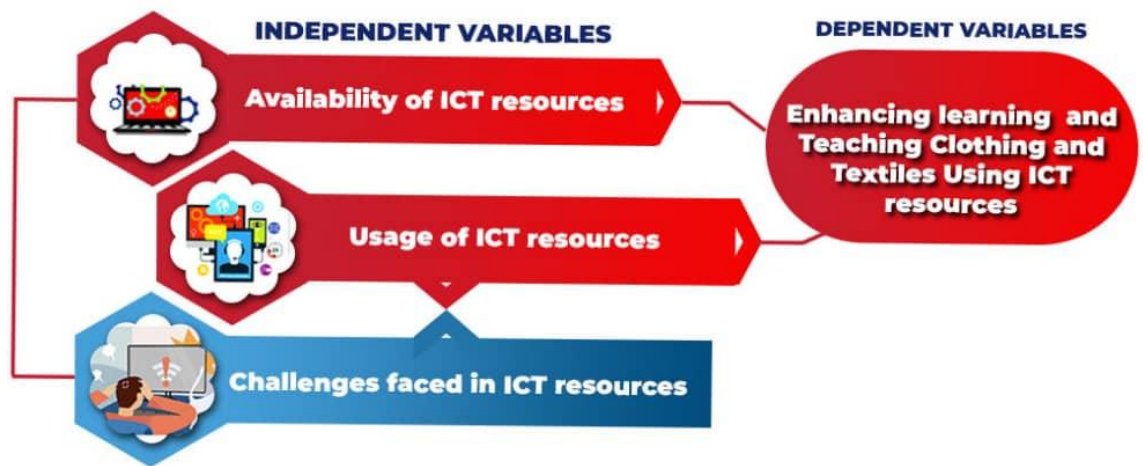 INDEPENDENT VARIABLES
DEPENDENT VARIABLES
Availability of ICT resources
Enhancing learning and
Teaching Clothing and
Textiles Using ICT
resources
Usage of ICT resources
Challenges faced in ICT resources